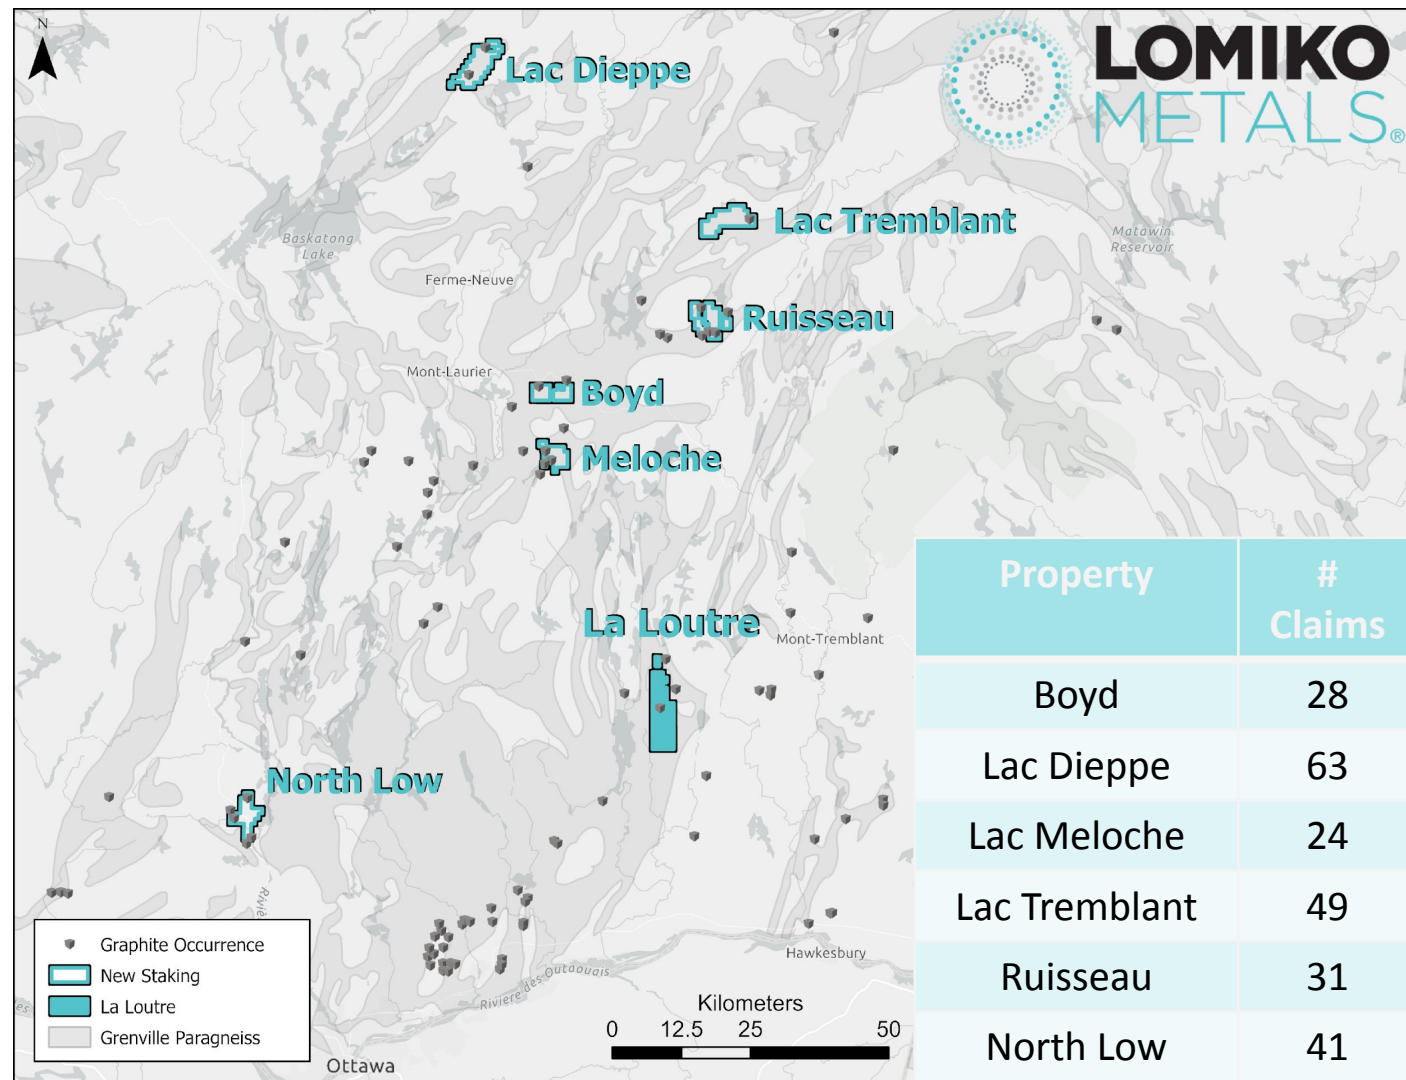 N
LOMIKO
METALS®
Lac Dieppe
Lac Tremblant
Baskatong
Lake
Matawin
Reservoir
Ferme-Neuve
Ruisseau
Mont-Laurier
Boyd
Meloche
La Loutre
Mont-Tremblant
North Low
Property # Claims
Boyd 28
Lac Dieppe 63
Lac Meloche 24
Lac Tremblant 49
Ruisseau 31
North Low 41
Graphite Occurrence
New Staking
La Loutre
Grenville Paragneiss
Riviè
Riviere des Outaouais
Hawkesbury
Kilometers
0 12.5 25 50
Ottawa